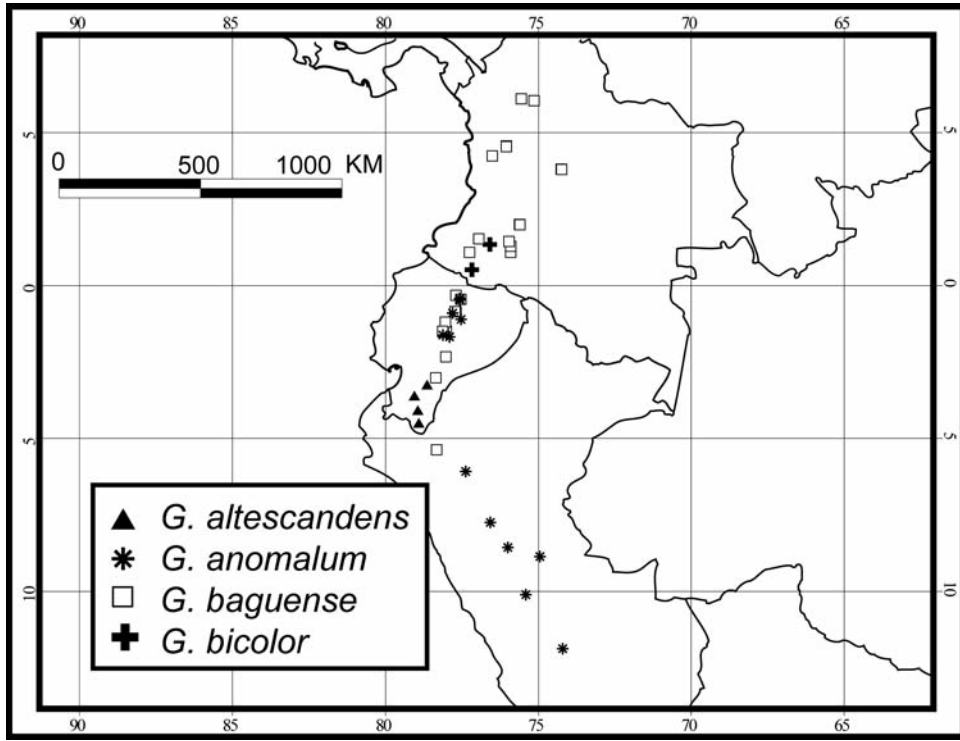 90 85 80 75 70 65
5 5
0 500 1000 KM
0 0
5 5
G. altescandens
G. anomalum
G. baguense
G. bicolor
10 10
90 85 80 75 70 65